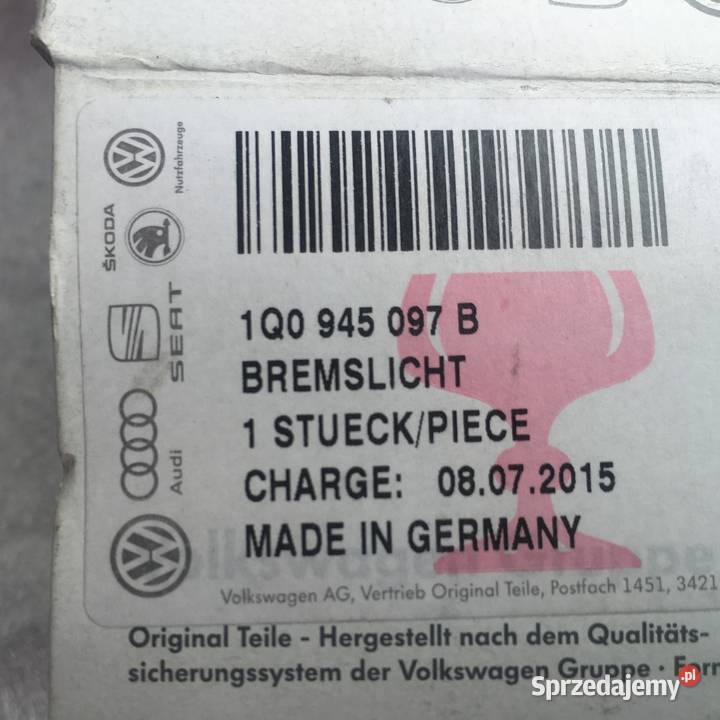 Nutzfahrzeuge
ŠKODA
SEAT
Audi
1Q0 945 097 B
BREMSLICHT
1 STUECK/PIECE
CHARGE: 08.07.2015
MADE IN GERMANY
Volkswagen AG, Vertrieb Original Teile, Postfach 1451, 3421
Original Teile - Hergestellt nach dem Qualitäts-
sicherungssystem der Volkswagen Gruppe ·
Sprzedajemy.pl